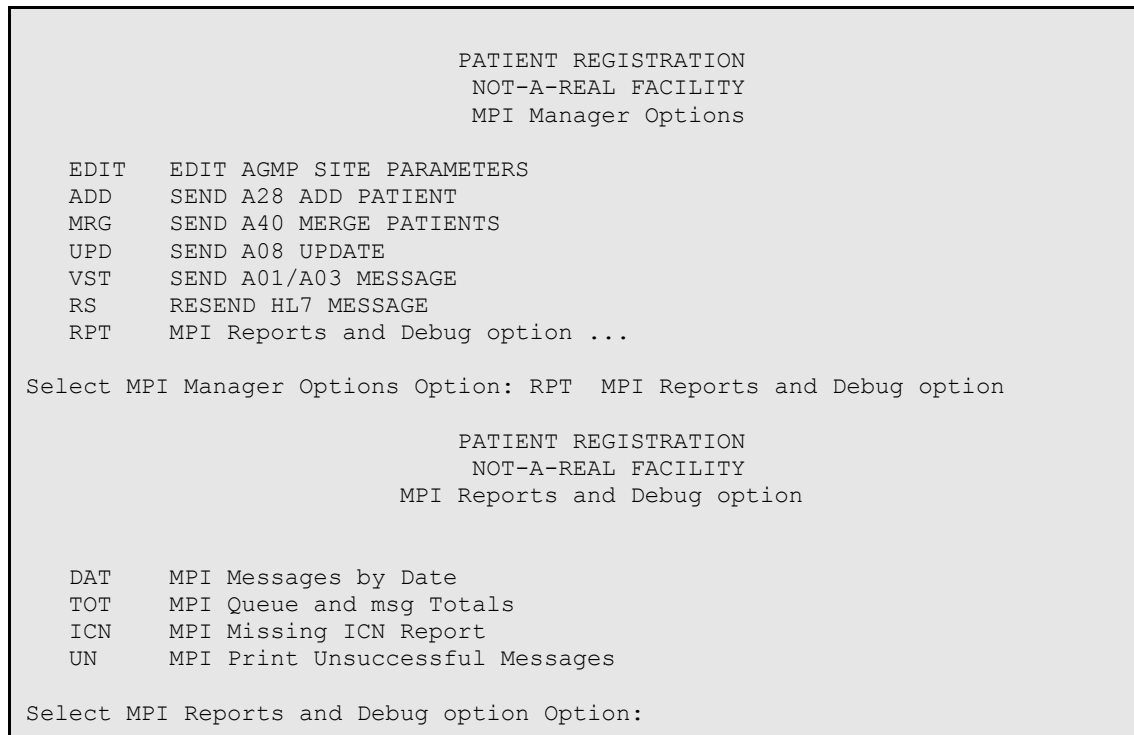 PATIENT REGISTRATION
NOT-A-REAL FACILITY
MPI Manager Options
EDIT EDIT AGMP SITE PARAMETERS
ADD SEND A28 ADD PATIENT
MRG SEND A40 MERGE PATIENTS
UPD SEND A08 UPDATE
VST SEND A01/A03 MESSAGE
RS RESEND HL7 MESSAGE
RPT MPI Reports and Debug option ...
Select MPI Manager Options Option: RPT MPI Reports and Debug option
PATIENT REGISTRATION
NOT-A-REAL FACILITY
MPI Reports and Debug option
DAT MPI Messages by Date
TOT MPI Queue and msg Totals
ICN MPI Missing ICN Report
UN MPI Print Unsuccessful Messages
Select MPI Reports and Debug option Option: